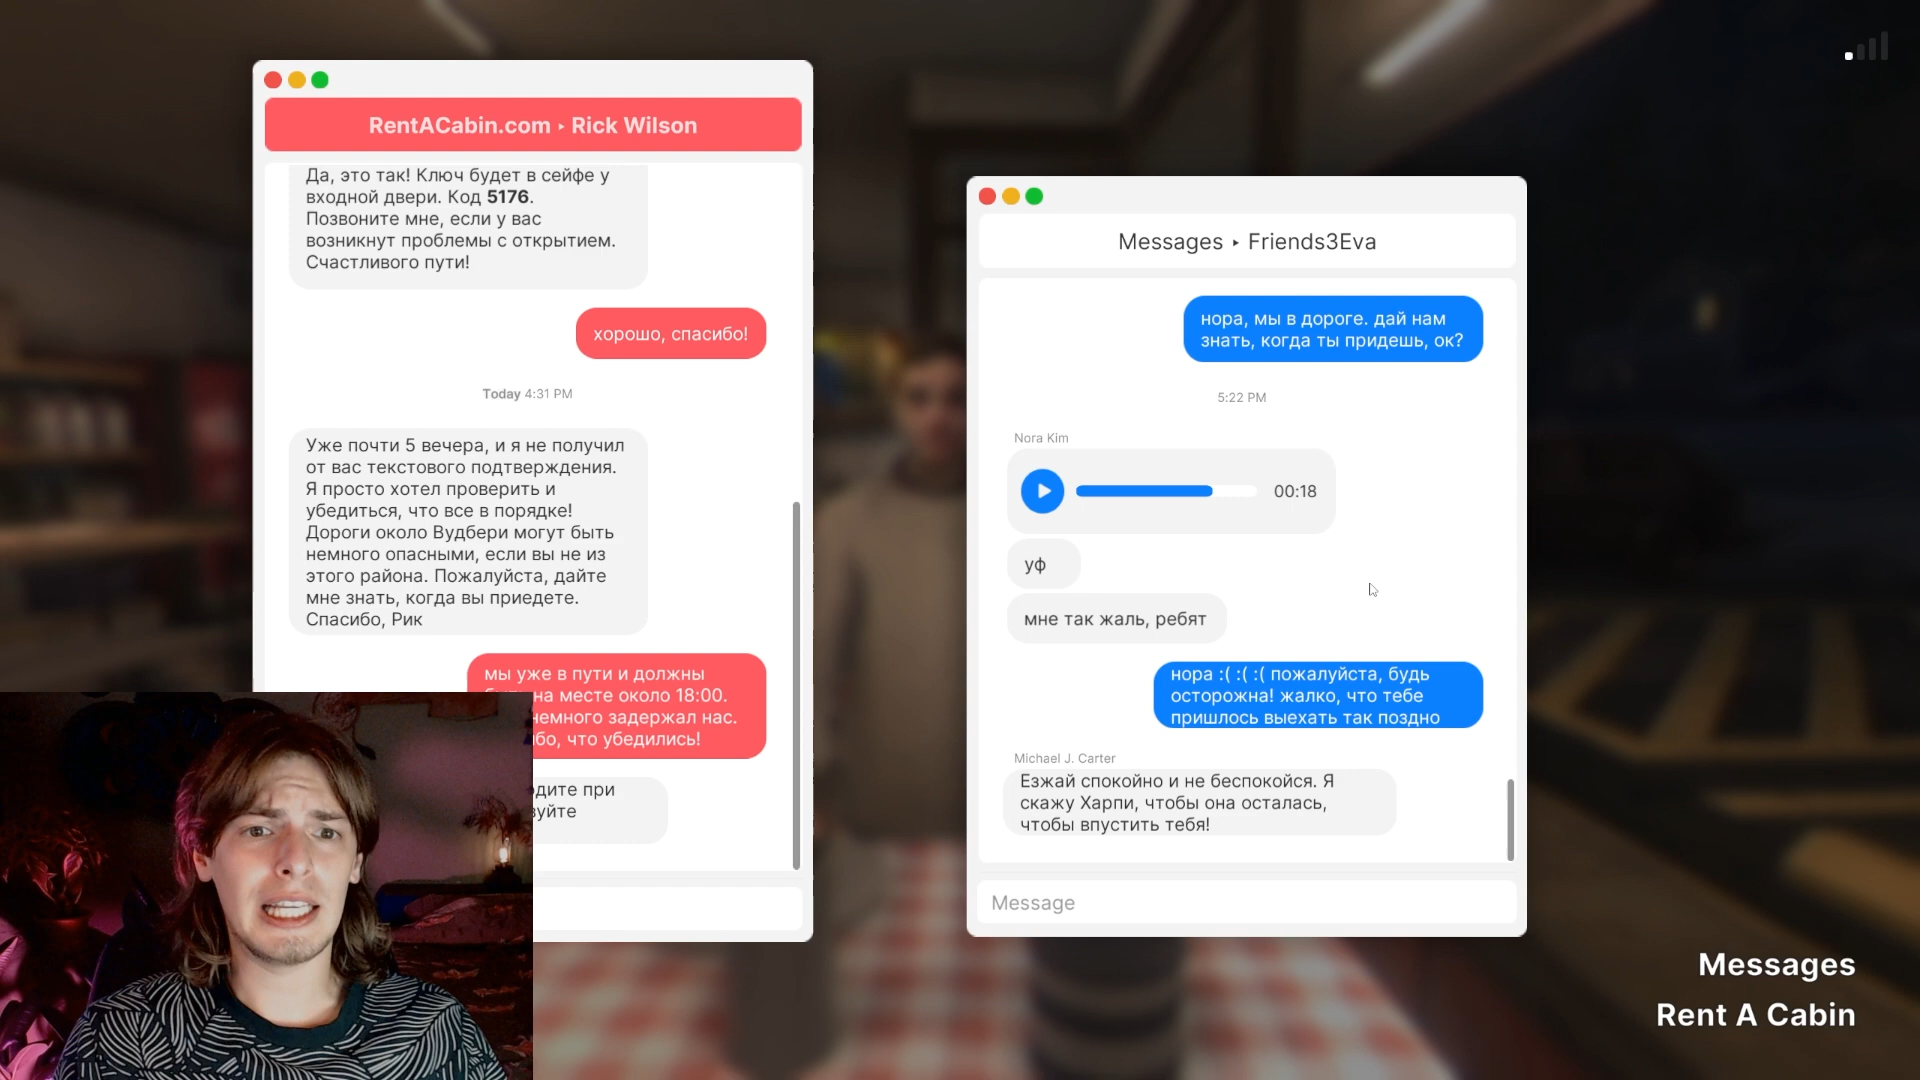 RentACabin.com ‣ Rick Wilson
Да, это так! Ключ будет в сейфе у
входной двери. Код 5176.
Позвоните мне, если у вас
возникнут проблемы с открытием.
Счастливого пути!
хорошо, спасибо!
Today 4:31 PM
Уже почти 5 вечера, и я не получил
от вас текстового подтверждения.
Я просто хотел проверить и
убедиться, что все в порядке!
Дороги около Вудбери могут быть
немного опасными, если вы не из
этого района. Пожалуйста, дайте
мне знать, когда вы приедете.
Спасибо, Рик
мы уже в пути и должны
на месте около 18:00.
немного задержал нас.
что убедились!
при
Messages ‣ Friends3Eva
нора, мы в дороге. дай нам
знать, когда ты придешь, ок?
5:22 PM
Nora Kim
00:18
уф
мне так жаль, ребят
нора :( :( :( пожалуйста, будь
осторожна! жалко, что тебе
пришлось выехать так поздно
Michael J. Carter
Езжай спокойно и не беспокойся. Я
скажу Харпи, чтобы она осталась,
чтобы впустить тебя!
Message
Messages
Rent A Cabin